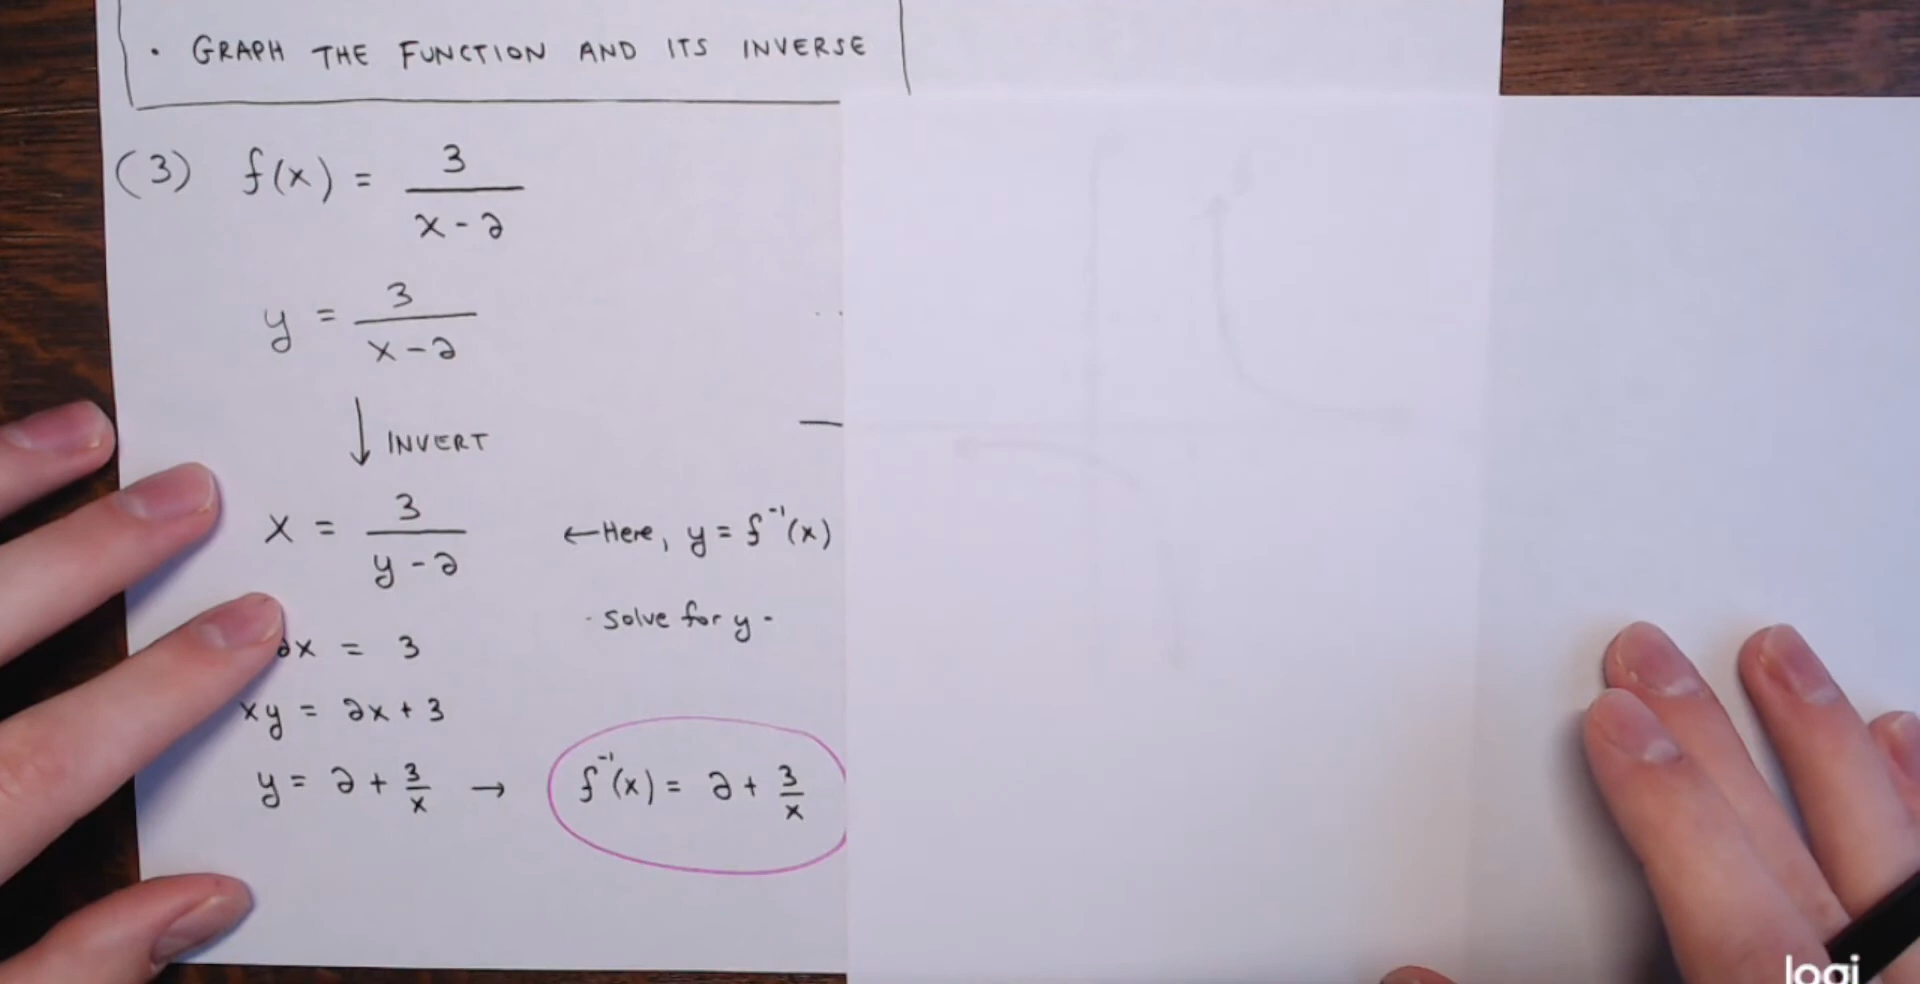 • GRAPH THE FUNCTION AND ITS INVERSE
(3) f(x) = 3/(x-2)
y = 3/(x-2)
↓ INVERT
x = 3/(y-2) ← Here, y = f⁻¹(x)
- Solve for y -
2x = 3
xy = 2x + 3
y = 2 + 3/x → f⁻¹(x) = 2 + 3/x
logi